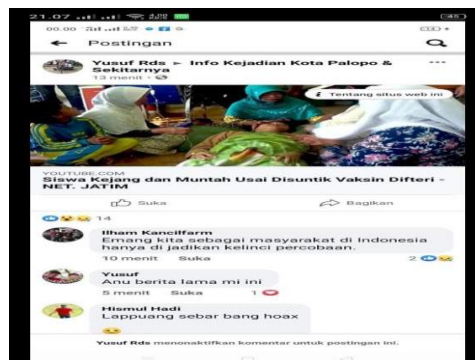 21.07
00.00
Postingan
Yusuf Rds ► Info Kejadian Kota Palopo &
Sekitarnya
13 menit
Tentang situs web ini
YOUTUBE.COM
Siswa Kejang dan Muntah Usai Disuntik Vaksin Difteri -
NET. JATIM
Suka Bagikan
14
Ilham Kancilfarm
Emang kita sebagai masyarakat di Indonesia
hanya di jadikan kelinci percobaan.
10 menit Suka 2
Yusuf
Anu berita lama mi ini
5 menit Suka 1
Hismul Hadi
Lappuang sebar bang hoax
Yusuf Rds menonaktifkan komentar untuk postingan ini.